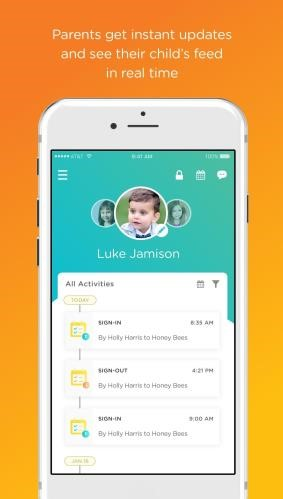 Parents get instant updates
and see their child's feed
in real time
AT&T 9:41 AM 100%
Luke Jamison
All Activities
TODAY
SIGN-IN 8:35 AM
By Holly Harris to Honey Bees
SIGN-OUT 4:21 PM
By Holly Harris to Honey Bees
SIGN-IN 9:00 AM
By Holly Harris to Honey Bees